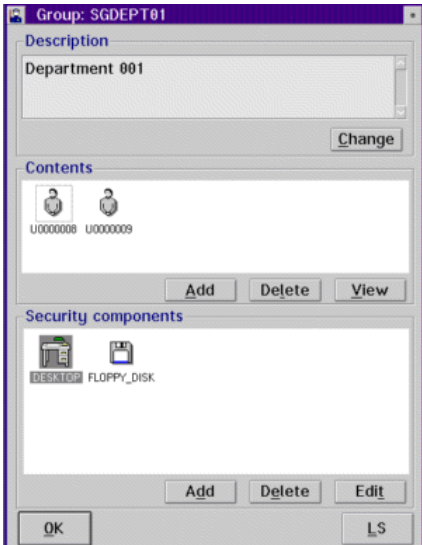 Group: SGDEPT01
Description
Department 001
Change
Contents
U0000008 U0000009
Add Delete View
Security components
DESKTOP FLOPPY_DISK
Add Delete Edit
OK LS